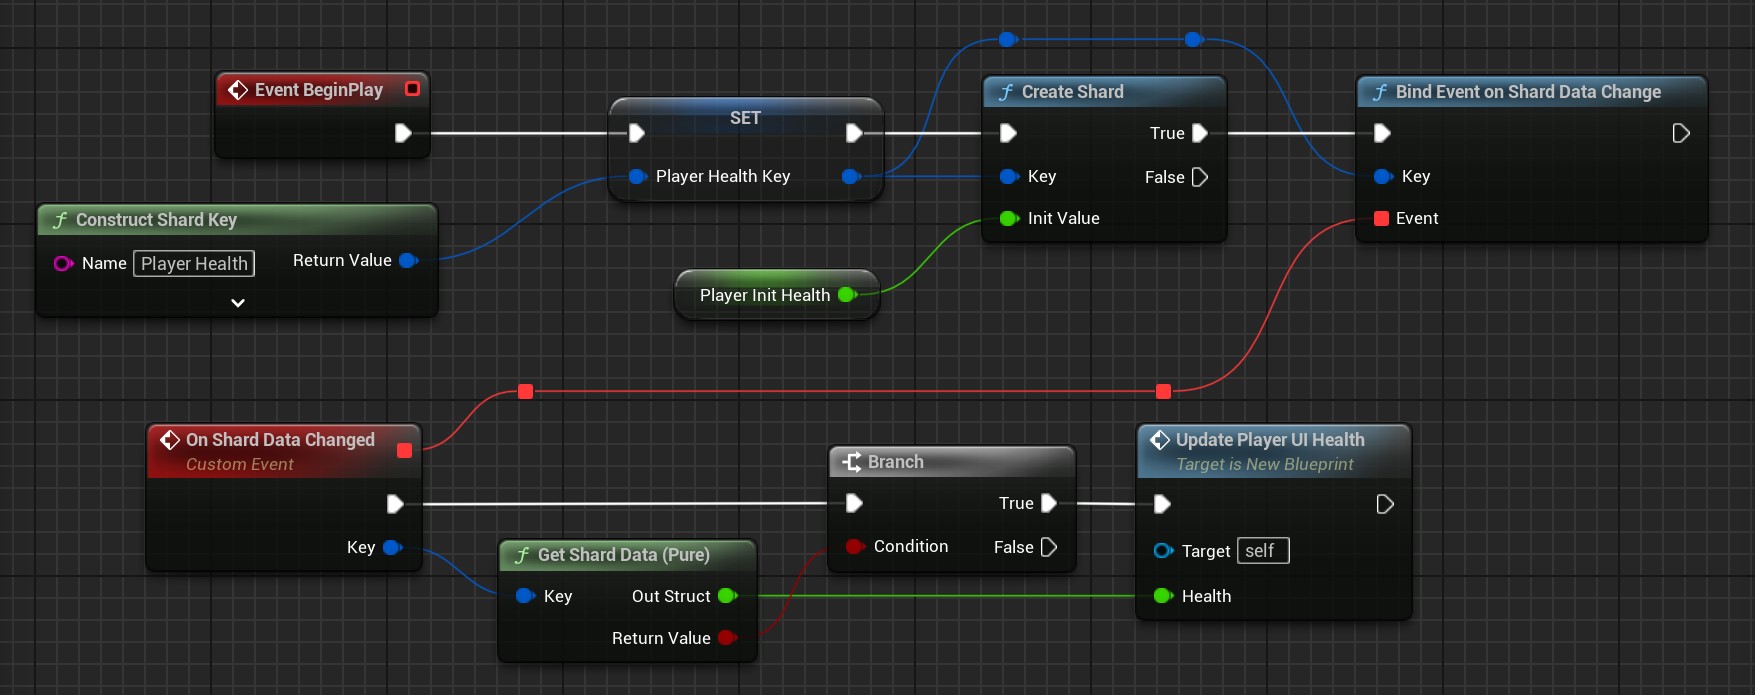 Event BeginPlay
SET
Player Health Key
Create Shard
True
Key
False
Init Value
Bind Event on Shard Data Change
Key
Event
Construct Shard Key
Name Player Health
Return Value
Player Init Health
On Shard Data Changed
Custom Event
Key
Get Shard Data (Pure)
Key
Out Struct
Return Value
Branch
True
Condition
False
Update Player UI Health
Target is New Blueprint
Target self
Health